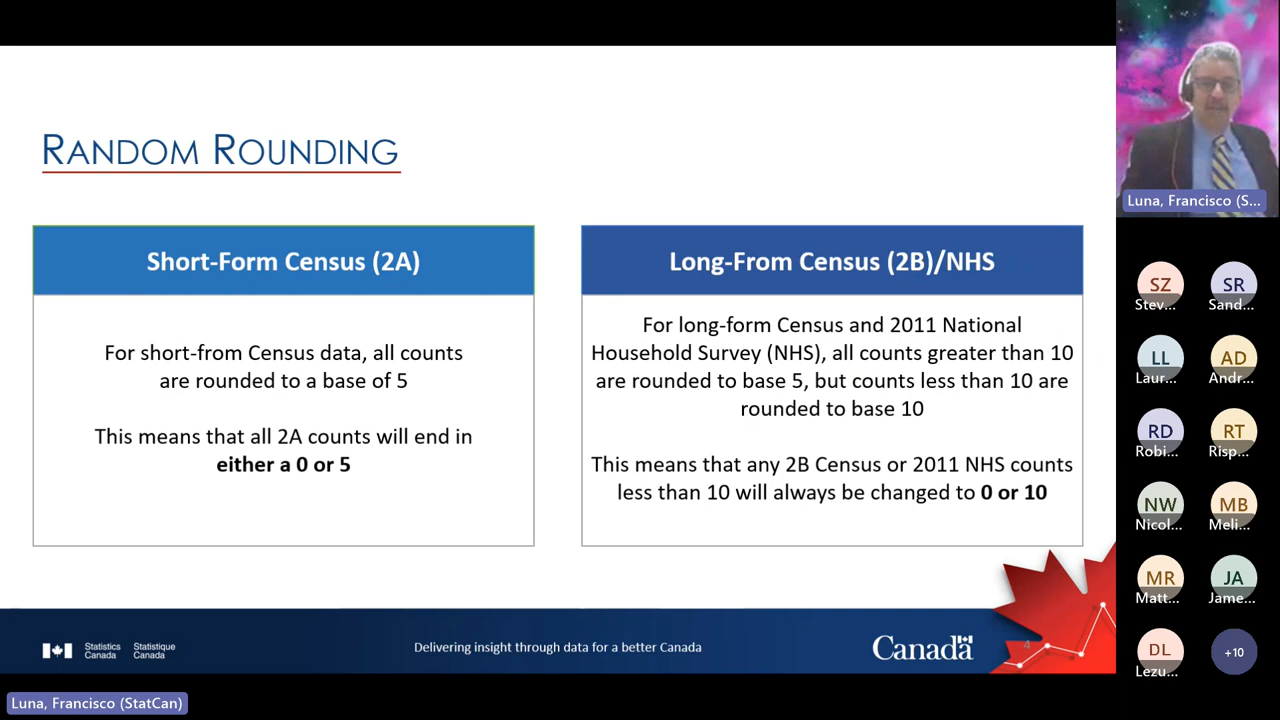 RANDOM ROUNDING
Short-Form Census (2A)
For short-from Census data, all counts
are rounded to a base of 5
This means that all 2A counts will end in
either a 0 or 5
Long-From Census (2B)/NHS
For long-form Census and 2011 National
Household Survey (NHS), all counts greater than 10
are rounded to base 5, but counts less than 10 are
rounded to base 10
This means that any 2B Census or 2011 NHS counts
less than 10 will always be changed to 0 or 10
Statistics
Canada
Statistique
Canada
Delivering insight through data for a better Canada
Canada
4
Luna, Francisco (StatCan)
Luna, Francisco (S...
SZ
Stev...
SR
Sand...
LL
Laur...
AD
Andr...
RD
Robi...
RT
Risp...
NW
Nicol...
MB
Meli...
MR
Matt...
JA
Jame...
DL
Lezu...
+10